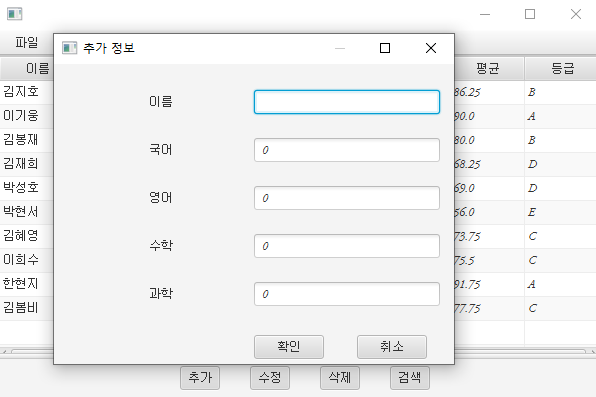 파일
이름 평균 등급
김지호 86.25 B
이기웅 90.0 A
김봉재 80.0 B
김재희 68.25 D
박성호 69.0 D
박현서 56.0 E
김혜영 73.75 C
이희수 75.5 C
한현지 91.75 A
김봄비 77.75 C
추가 정보
이름
국어 0
영어 0
수학 0
과학 0
확인 취소
추가 수정 삭제 검색